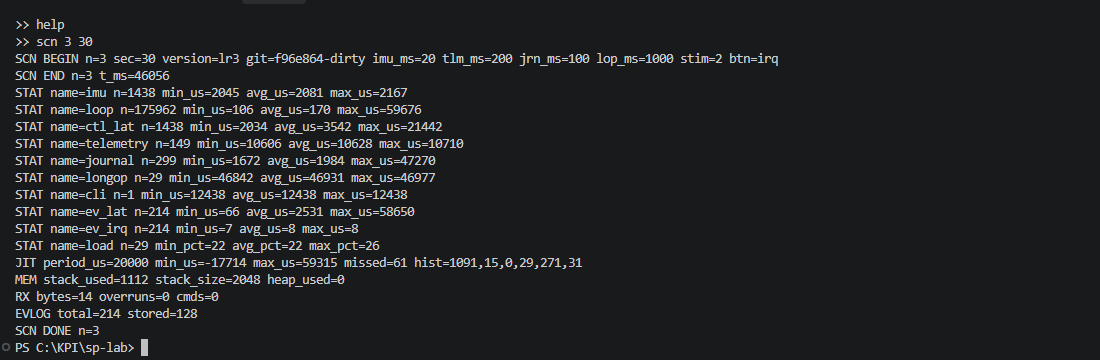 >> help
>> scn 3 30
SCN BEGIN n=3 sec=30 version=lr3 git=f96e864-dirty imu_ms=20 tlm_ms=200 jrn_ms=100 lop_ms=1000 stim=2 btn=irq
SCN END n=3 t_ms=46056
STAT name=imu n=1438 min_us=2045 avg_us=2081 max_us=2167
STAT name=loop n=175962 min_us=106 avg_us=170 max_us=59676
STAT name=ctl_lat n=1438 min_us=2034 avg_us=3542 max_us=21442
STAT name=telemetry n=149 min_us=10606 avg_us=10628 max_us=10710
STAT name=journal n=299 min_us=1672 avg_us=1984 max_us=47270
STAT name=longop n=29 min_us=46842 avg_us=46931 max_us=46977
STAT name=cli n=1 min_us=12438 avg_us=12438 max_us=12438
STAT name=ev_lat n=214 min_us=66 avg_us=2531 max_us=58650
STAT name=ev_irq n=214 min_us=7 avg_us=8 max_us=8
STAT name=load n=29 min_pct=22 avg_pct=22 max_pct=26
JIT period_us=20000 min_us=-17714 max_us=59315 missed=61 hist=1091,15,0,29,271,31
MEM stack_used=1112 stack_size=2048 heap_used=0
RX bytes=14 overruns=0 cmds=0
EVLOG total=214 stored=128
SCN DONE n=3
PS C:\KPI\sp-lab>